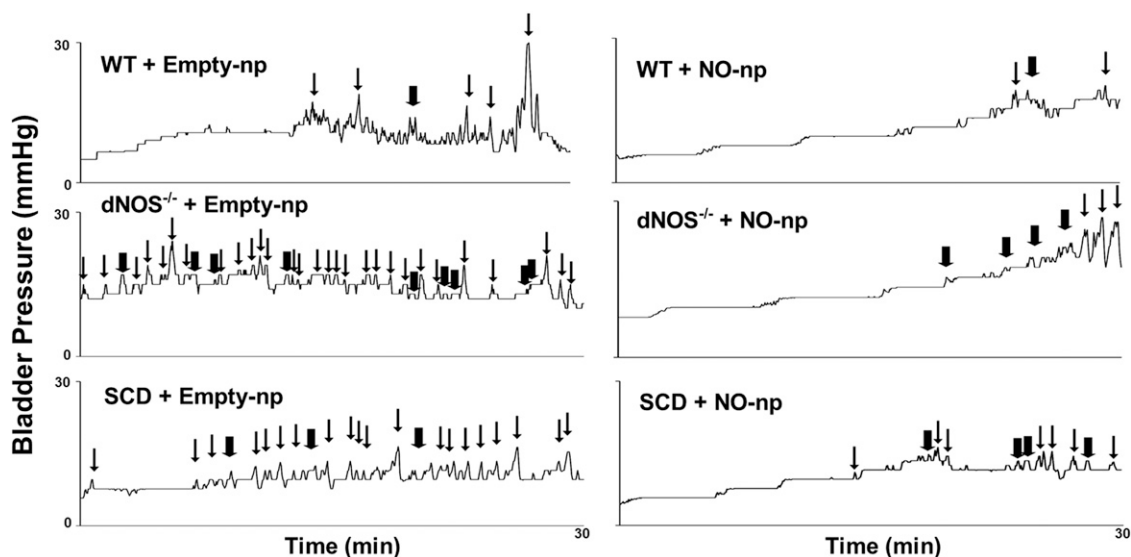 Bladder Pressure (mmHg)
30
WT + Empty-np
0
WT + NO-np
30
dNOS-/- + Empty-np
0
dNOS-/- + NO-np
30
SCD + Empty-np
0
SCD + NO-np
Time (min)
30
Time (min)
30